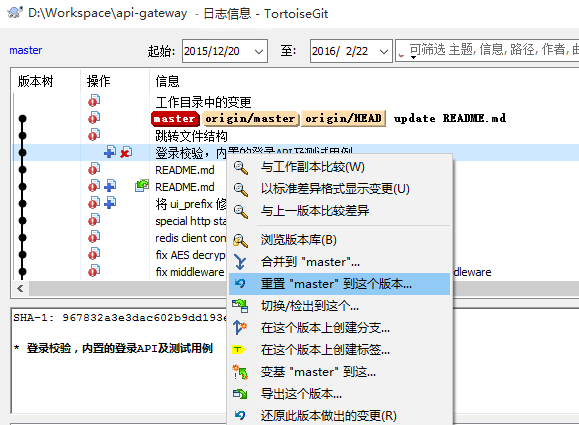 D:\Workspace\api-gateway - 日志信息 - TortoiseGit
master 起始: 2015/12/20 至: 2016/ 2/22 可筛选 主题, 信息, 路径, 作者,
版本树 操作 信息
工作目录中的变更
master origin/master origin/HEAD update README.md
跳转文件结构
登录校验，内置的登录API及测试用例
README.md
README.md
将 ui_prefix 修
special http sta
redis client con
fix AES decryp
fix middleware ddleware
与工作副本比较(W)
以标准差异格式显示变更(U)
与上一版本比较差异
浏览版本库(B)
合并到 "master"...
重置 "master" 到这个版本...
切换/检出到这个...
在这个版本上创建分支...
在这个版本上创建标签...
变基 "master" 到这...
导出这个版本...
还原此版本做出的变更(R)
SHA-1: 967832a3e3dac602b9dd193e
* 登录校验，内置的登录API及测试用例